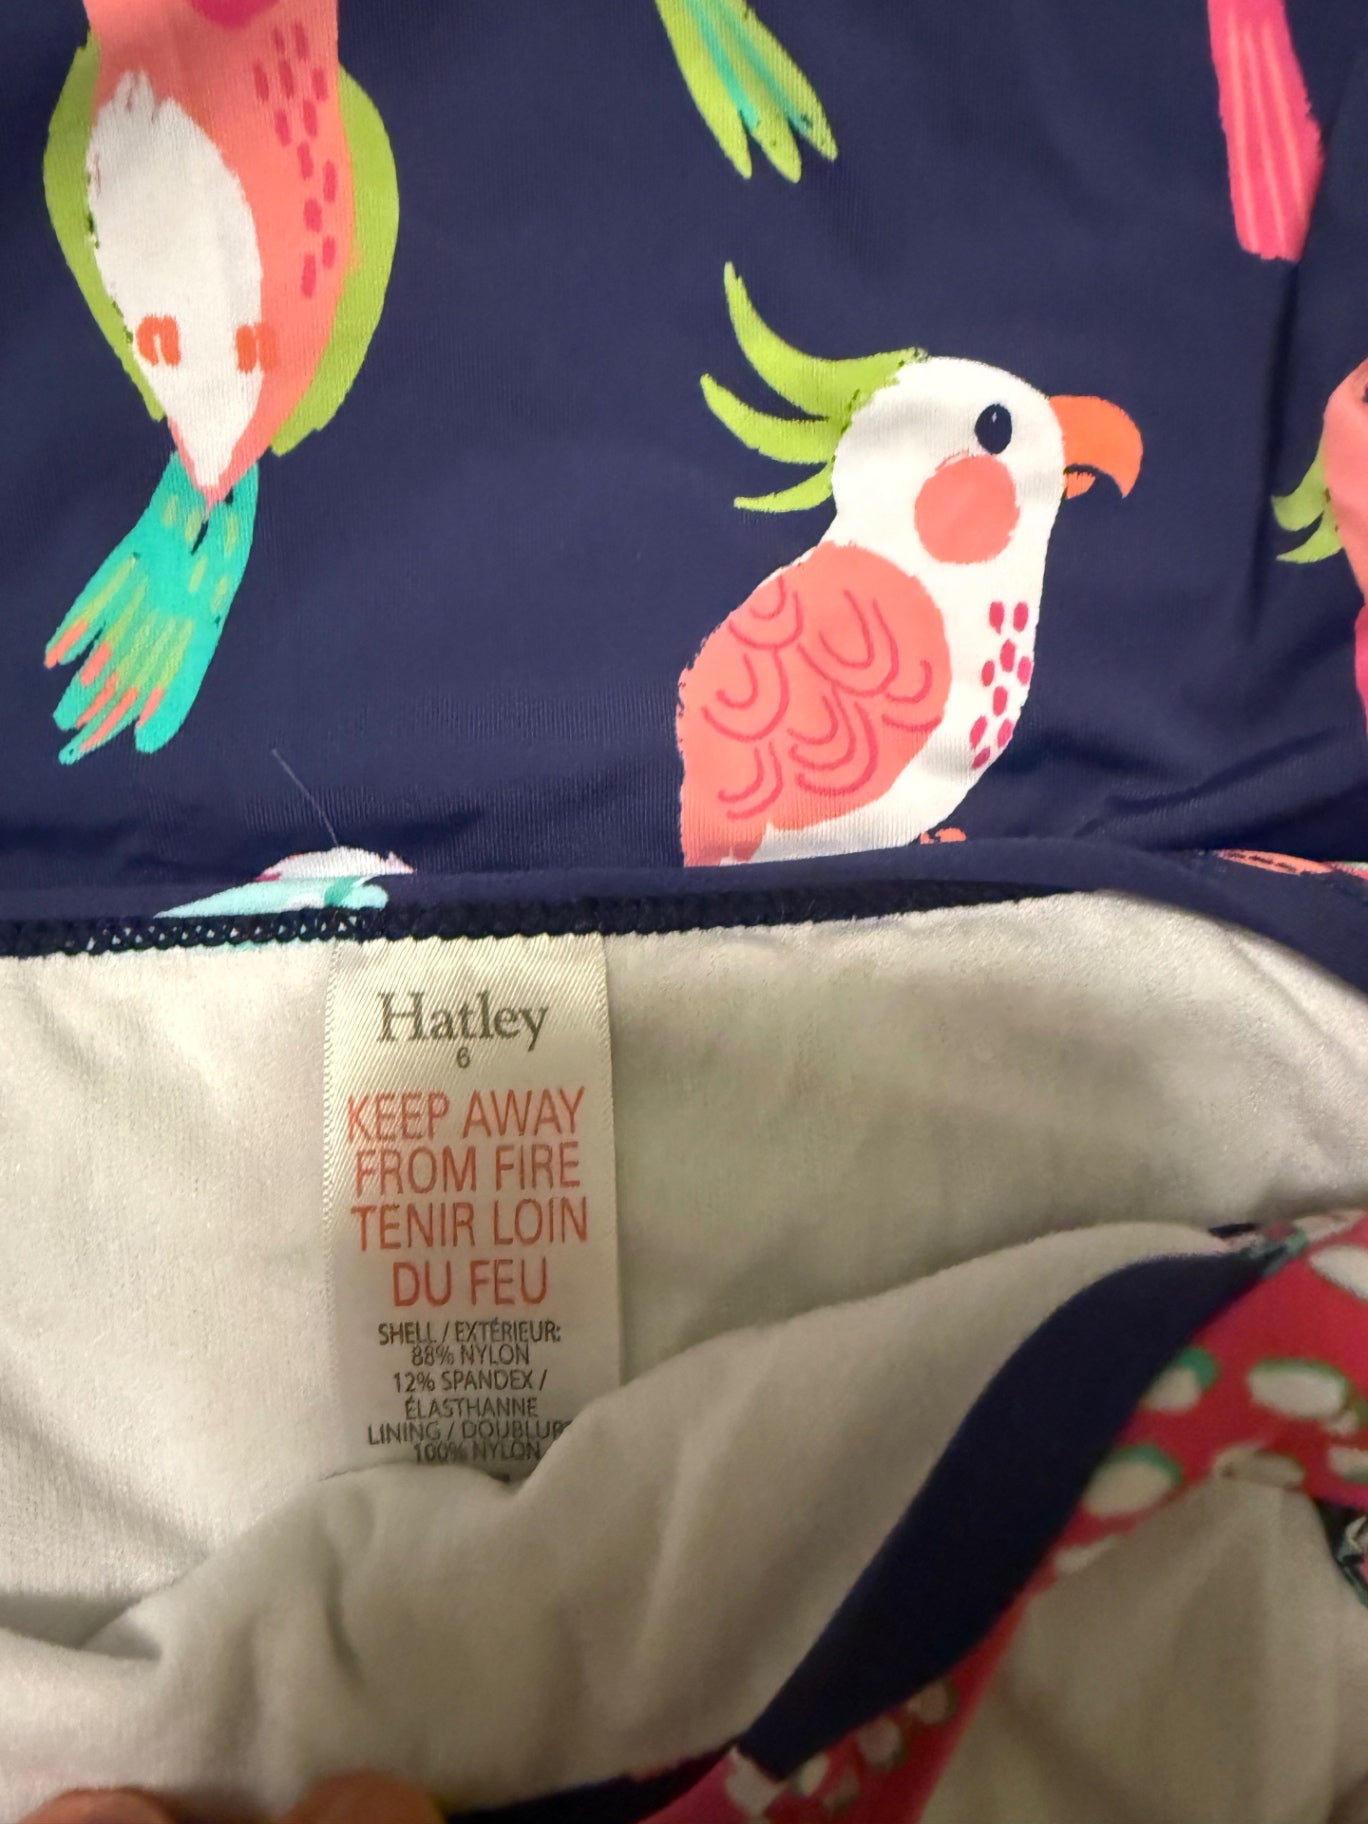 Hatley
6
KEEP AWAY
FROM FIRE
TENIR LOIN
DU FEU
SHELL / EXTÉRIEUR:
88% NYLON
12% SPANDEX /
ÉLASTHANNE
LINING / DOUBLURE
100% NYLON